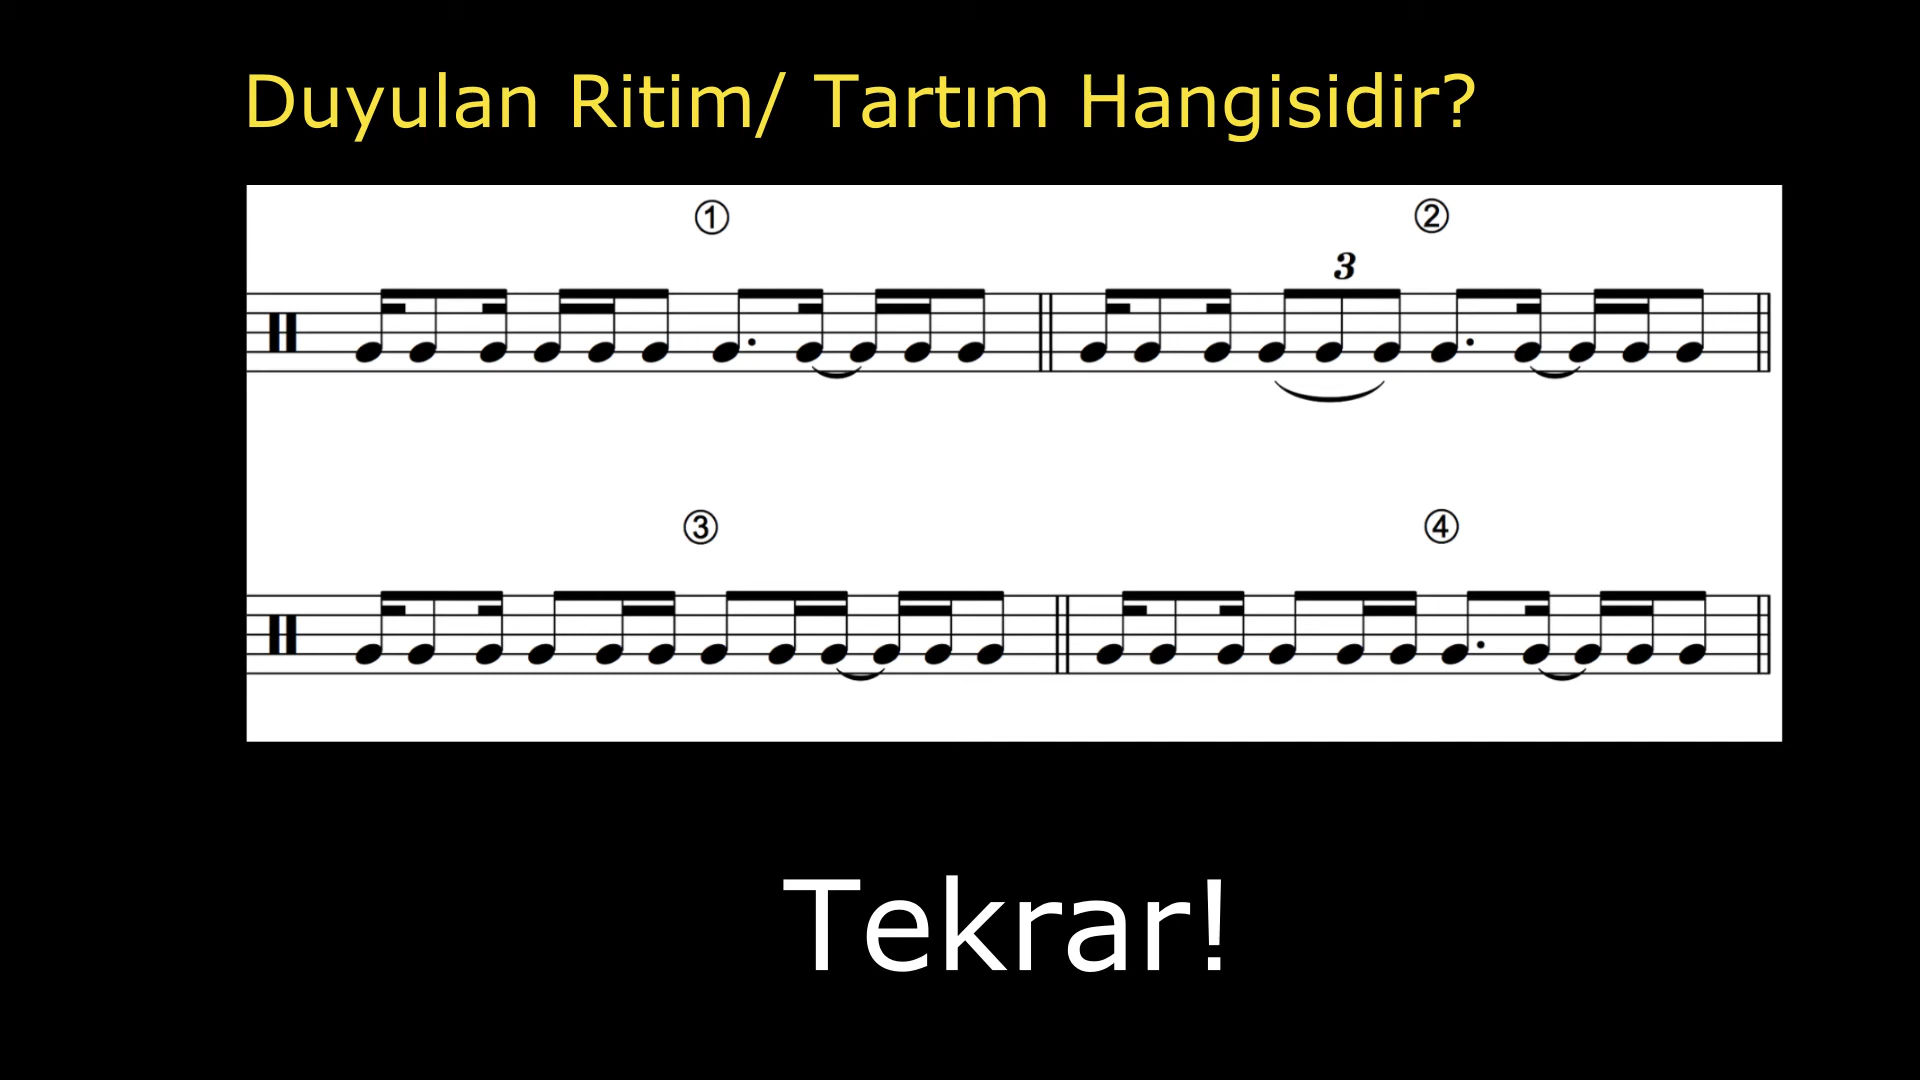 Duyulan Ritim/ Tartım Hangisidir?
① ②
3
③ ④
Tekrar!